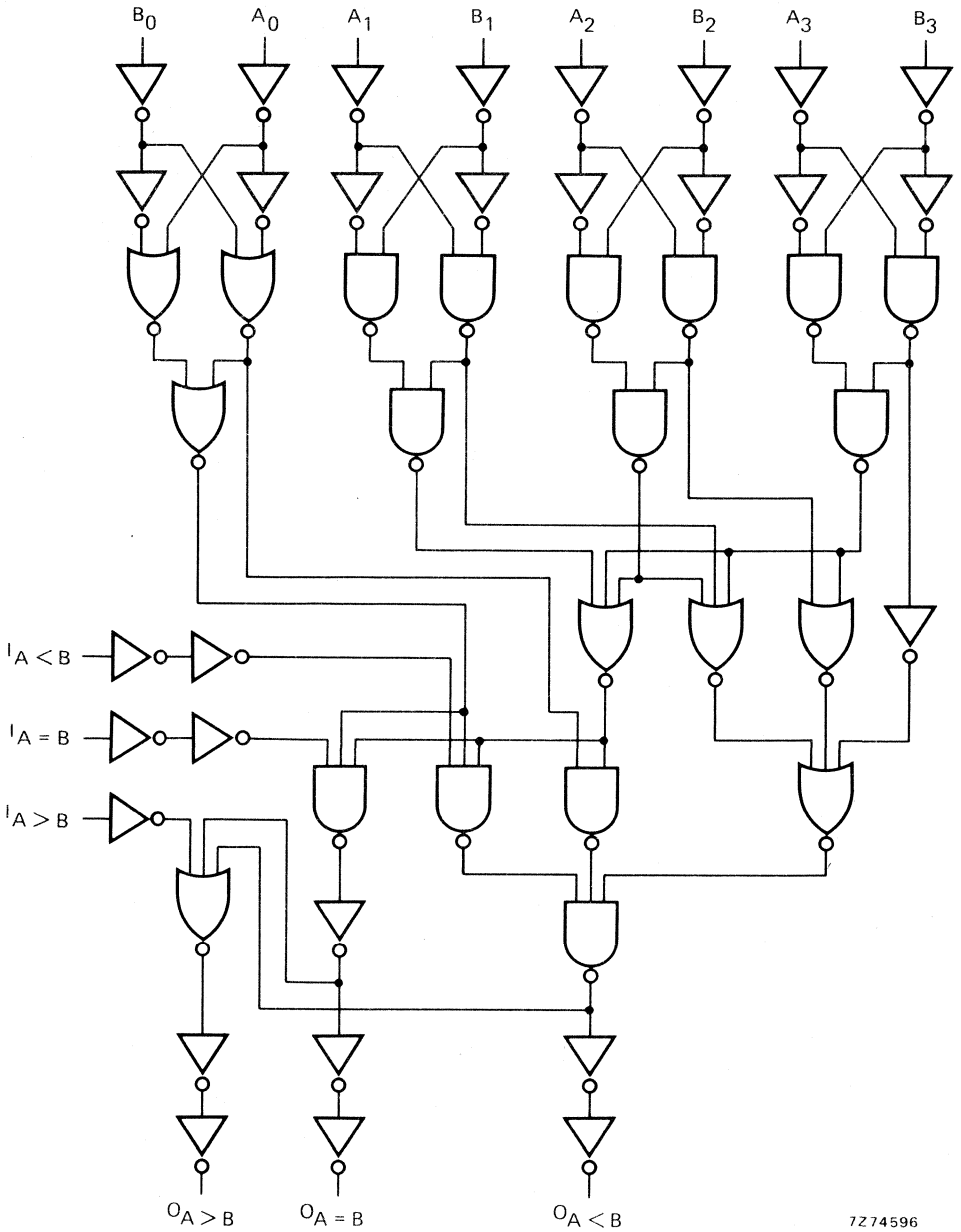 B0 A0 A1 B1 A2 B2 A3 B3
IA < B
IA = B
IA > B
OA > B OA = B OA < B
7Z74596